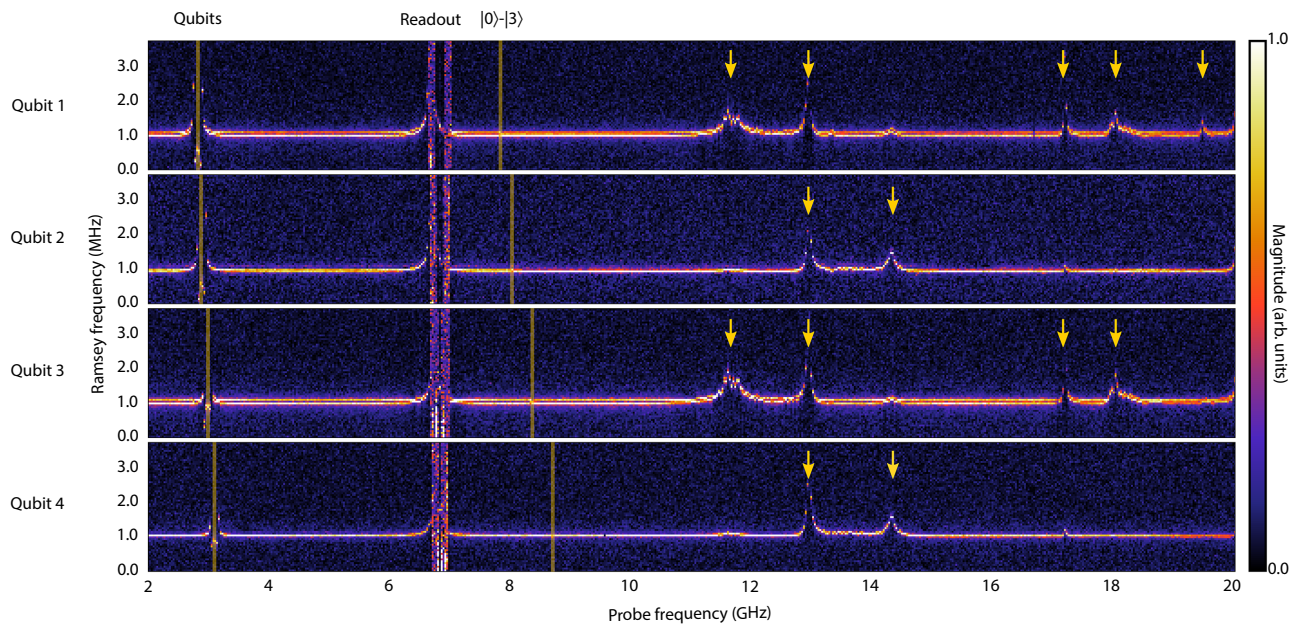 Qubits Readout |0⟩-|3⟩
Qubit 1
3.0
2.0
1.0
0.0
Qubit 2
3.0
2.0
1.0
0.0
Qubit 3
3.0
2.0
1.0
0.0
Qubit 4
3.0
2.0
1.0
0.0
Ramsey frequency (MHz)
2 4 6 8 10 12 14 16 18 20
Probe frequency (GHz)
1.0
0.0
Magnitude (arb. units)